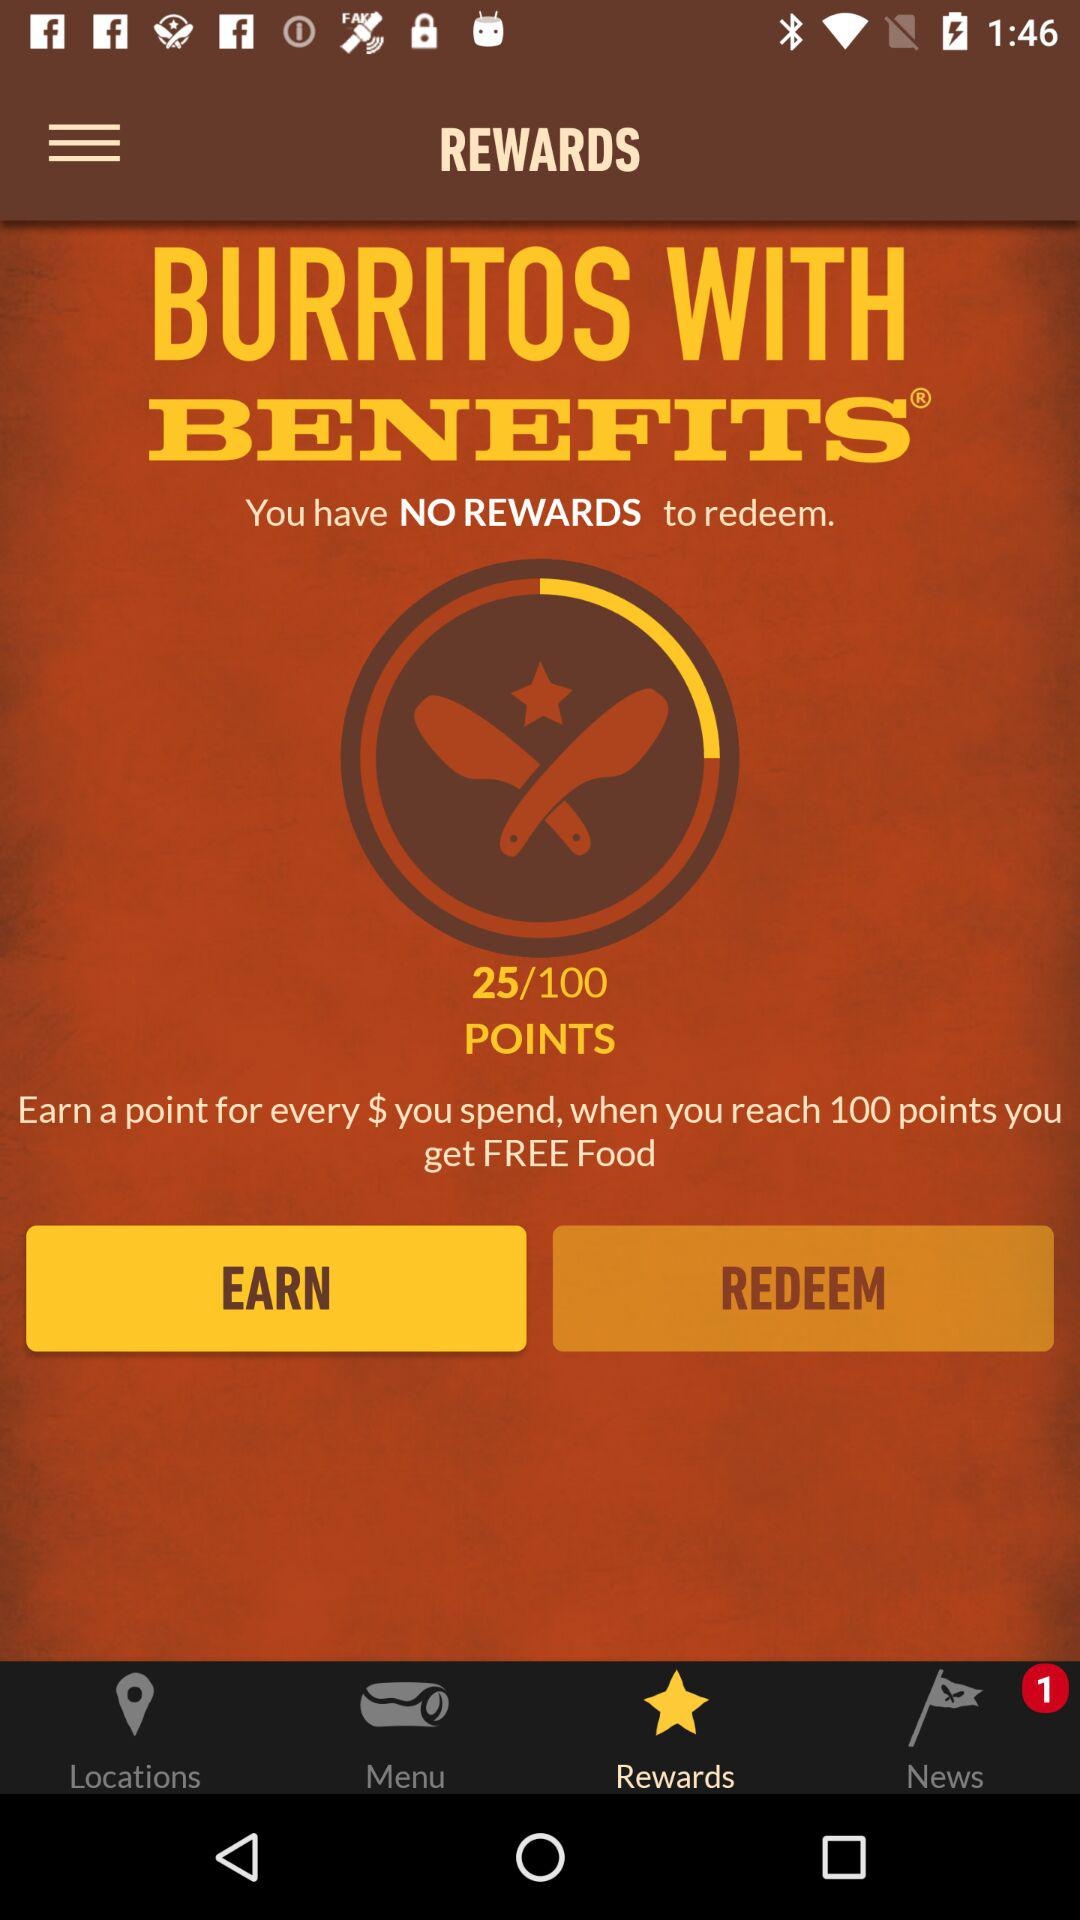 FAKE
1:46
REWARDS
BURRITOS WITH
BENEFITS®
You have NO REWARDS to redeem.
25/100
POINTS
Earn a point for every $ you spend, when you reach 100 points you
get FREE Food
EARN
REDEEM
1
Locations
Menu
Rewards
News